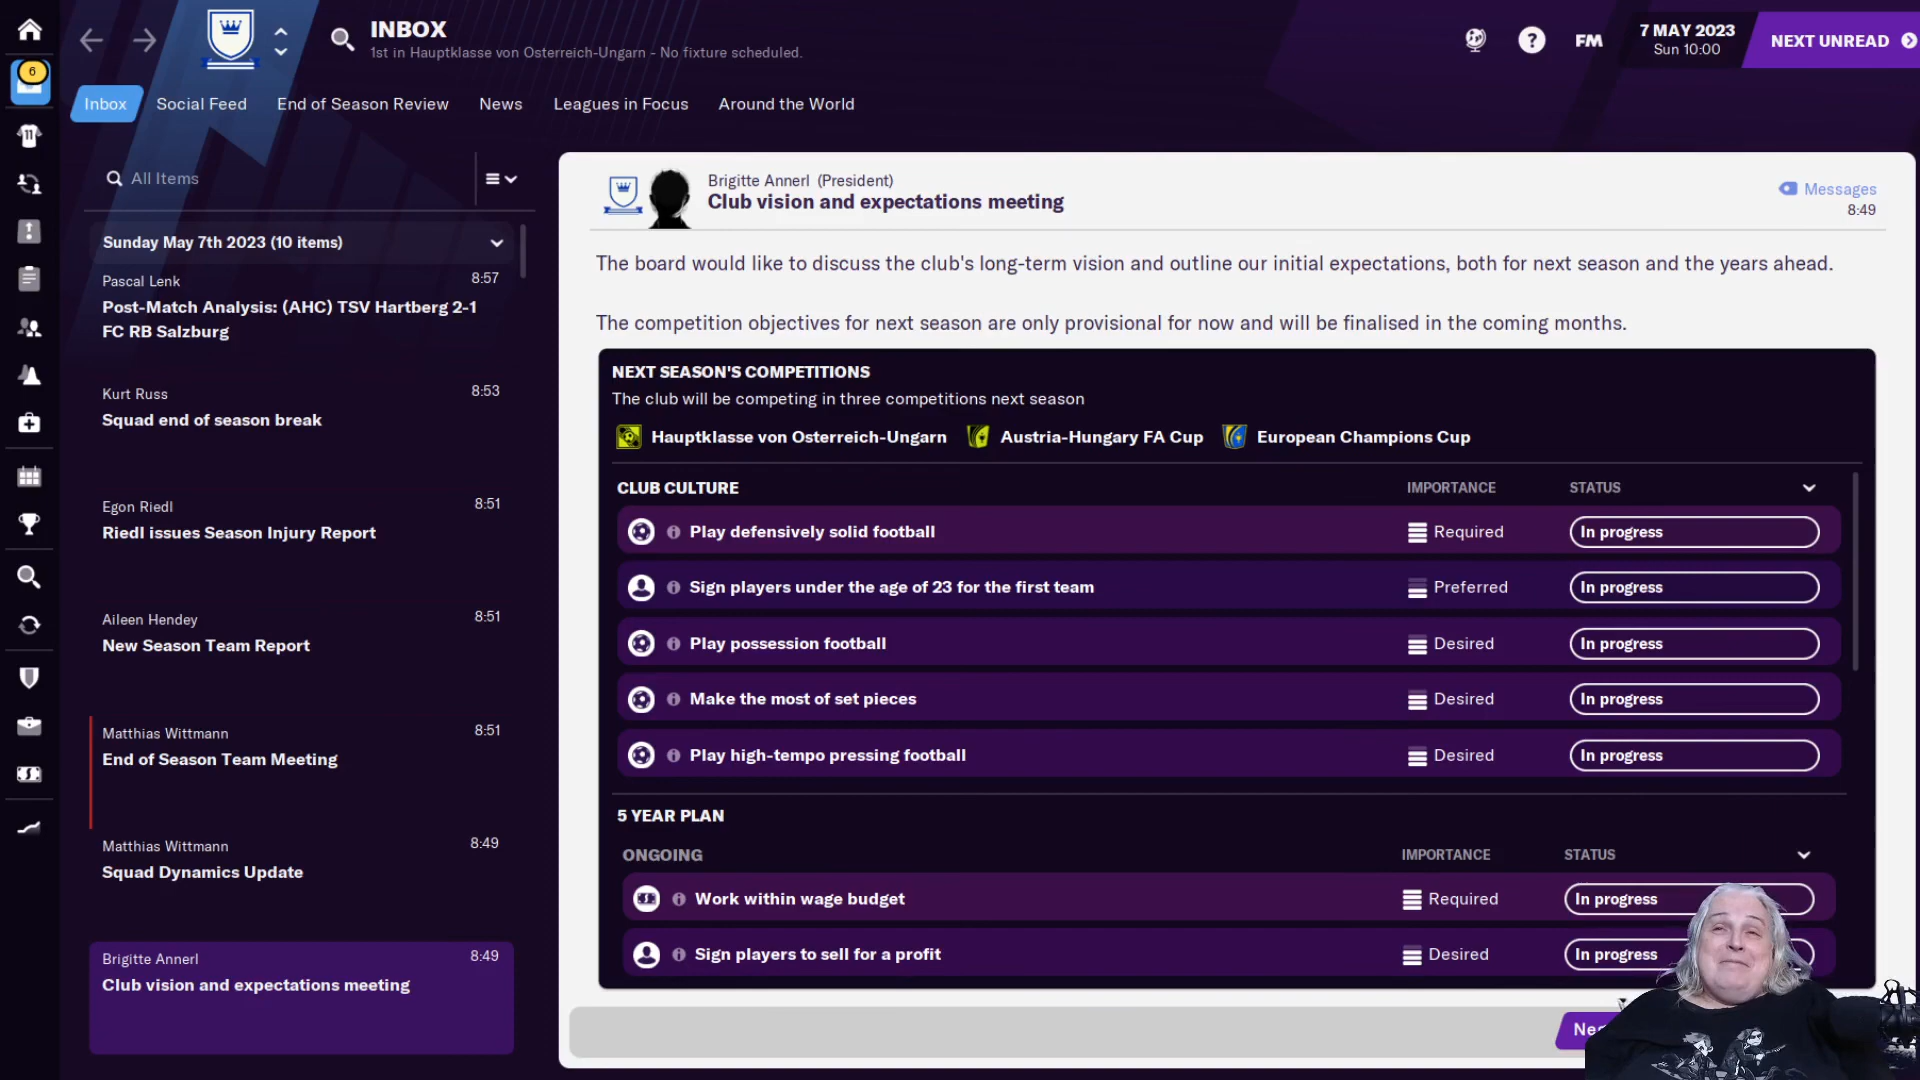 INBOX
1st in Hauptklasse von Osterreich-Ungarn - No fixture scheduled.
FM
7 MAY 2023
Sun 10:00
NEXT UNREAD
6
11
Inbox
Social Feed
End of Season Review
News
Leagues in Focus
Around the World
All Items
Sunday May 7th 2023 (10 items)
Pascal Lenk
8:57
Post-Match Analysis: (AHC) TSV Hartberg 2-1
FC RB Salzburg
Kurt Russ
8:53
Squad end of season break
Egon Riedl
8:51
Riedl issues Season Injury Report
Aileen Hendey
8:51
New Season Team Report
Matthias Wittmann
8:51
End of Season Team Meeting
Matthias Wittmann
8:49
Squad Dynamics Update
Brigitte Annerl
8:49
Club vision and expectations meeting
Brigitte Annerl (President)
Club vision and expectations meeting
Messages
8:49
The board would like to discuss the club's long-term vision and outline our initial expectations, both for next season and the years ahead.
The competition objectives for next season are only provisional for now and will be finalised in the coming months.
NEXT SEASON'S COMPETITIONS
The club will be competing in three competitions next season
Hauptklasse von Osterreich-Ungarn
Austria-Hungary FA Cup
European Champions Cup
CLUB CULTURE
IMPORTANCE
STATUS
Play defensively solid football
Required
In progress
Sign players under the age of 23 for the first team
Preferred
In progress
Play possession football
Desired
In progress
Make the most of set pieces
Desired
In progress
Play high-tempo pressing football
Desired
In progress
5 YEAR PLAN
ONGOING
IMPORTANCE
STATUS
Work within wage budget
Required
In progress
Sign players to sell for a profit
Desired
In progress